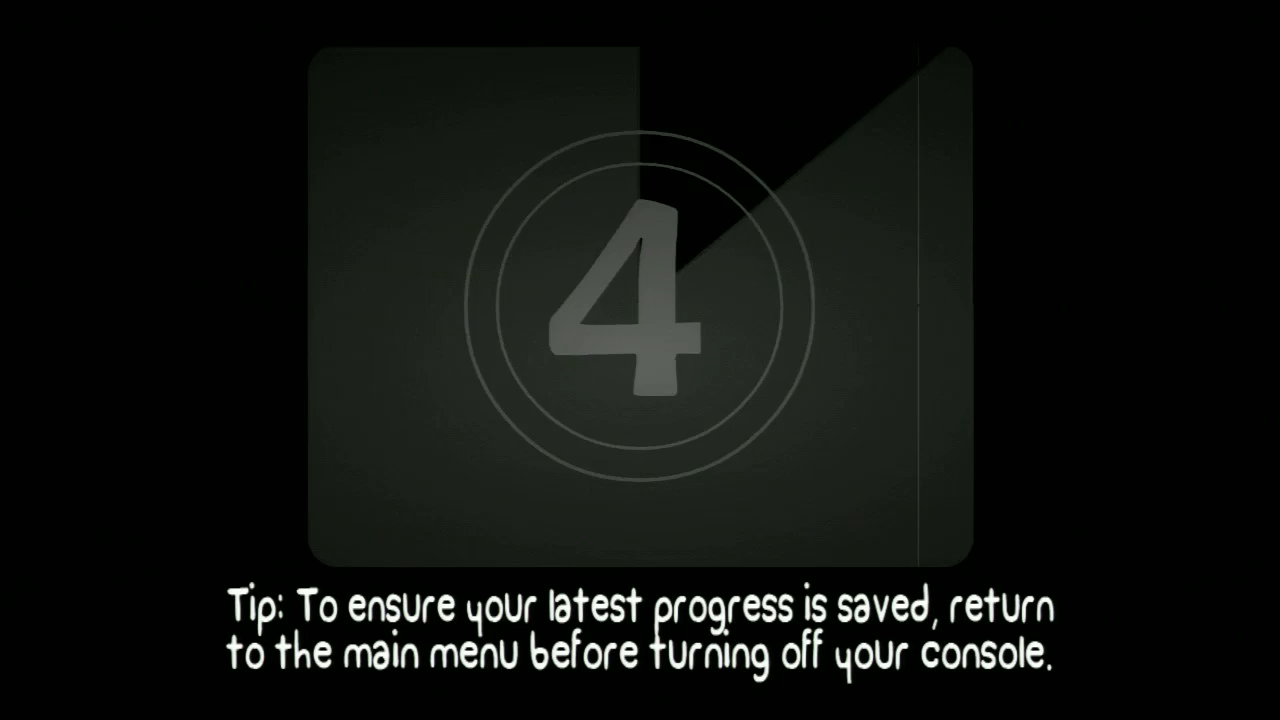 4
Tip: To ensure your latest progress is saved, return
to the main menu before turning off your console.